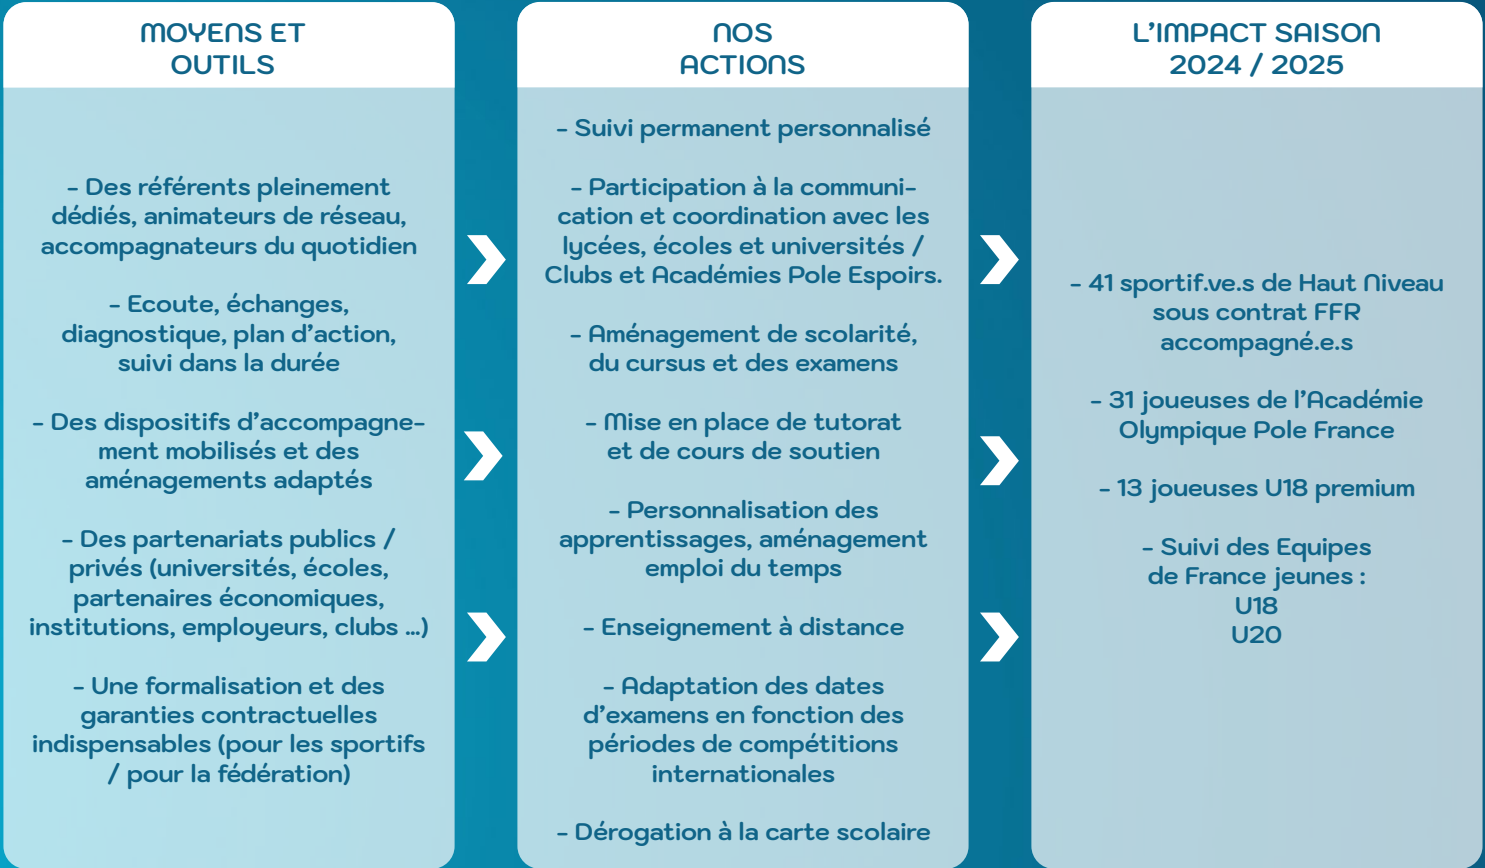 MOYENS ET
OUTILS
- Des référents pleinement
dédiés, animateurs de réseau,
accompagnateurs du quotidien
- Ecoute, échanges,
diagnostique, plan d’action,
suivi dans la durée
- Des dispositifs d’accompagne-
ment mobilisés et des
aménagements adaptés
- Des partenariats publics /
privés (universités, écoles,
partenaires économiques,
institutions, employeurs, clubs ...)
- Une formalisation et des
garanties contractuelles
indispensables (pour les sportifs
/ pour la fédération)
NOS
ACTIONS
- Suivi permanent personnalisé
- Participation à la communi-
cation et coordination avec les
lycées, écoles et universités /
Clubs et Académies Pole Espoirs.
- Aménagement de scolarité,
du cursus et des examens
- Mise en place de tutorat
et de cours de soutien
- Personnalisation des
apprentissages, aménagement
emploi du temps
- Enseignement à distance
- Adaptation des dates
d’examens en fonction des
périodes de compétitions
internationales
- Dérogation à la carte scolaire
L’IMPACT SAISON
2024 / 2025
- 41 sportif.ve.s de Haut Niveau
sous contrat FFR
accompagné.e.s
- 31 joueuses de l’Académie
Olympique Pole France
- 13 joueuses U18 premium
- Suivi des Equipes
de France jeunes :
U18
U20